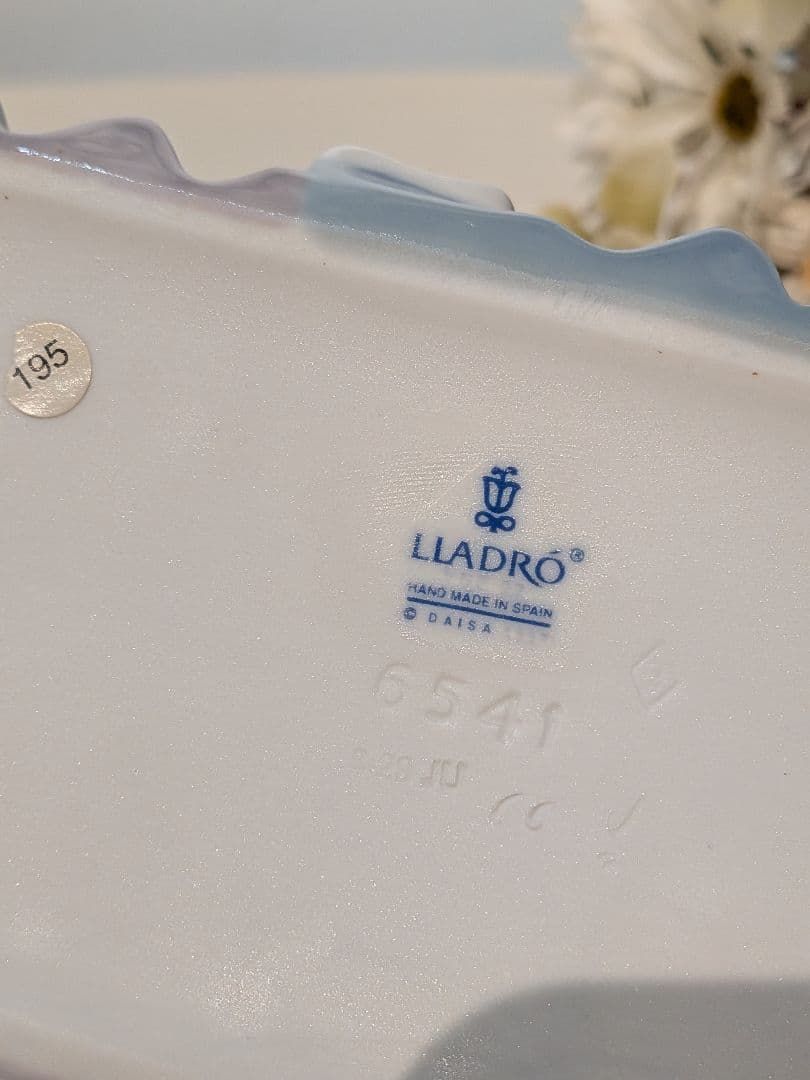 195
LLADRÓ®
HAND MADE IN SPAIN
© DAISA
6541
E